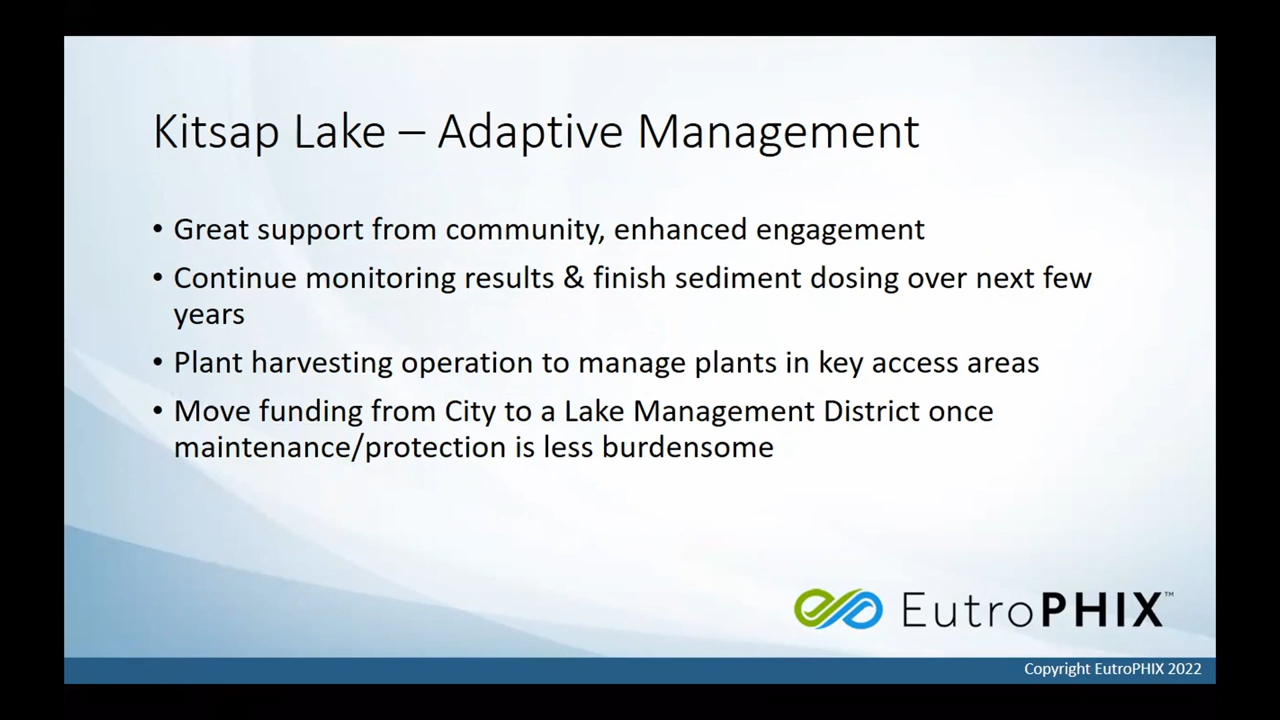 Kitsap Lake – Adaptive Management
• Great support from community, enhanced engagement
• Continue monitoring results & finish sediment dosing over next few
years
• Plant harvesting operation to manage plants in key access areas
• Move funding from City to a Lake Management District once
maintenance/protection is less burdensome
EutroPHIX™
Copyright EutroPHIX 2022